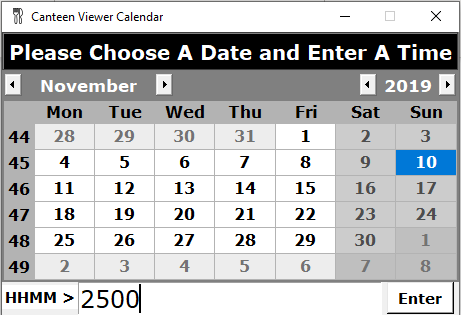 Canteen Viewer Calendar
Please Choose A Date and Enter A Time
November 2019
Mon Tue Wed Thu Fri Sat Sun
44 28 29 30 31 1 2 3
45 4 5 6 7 8 9 10
46 11 12 13 14 15 16 17
47 18 19 20 21 22 23 24
48 25 26 27 28 29 30 1
49 2 3 4 5 6 7 8
HHMM > 2500 Enter